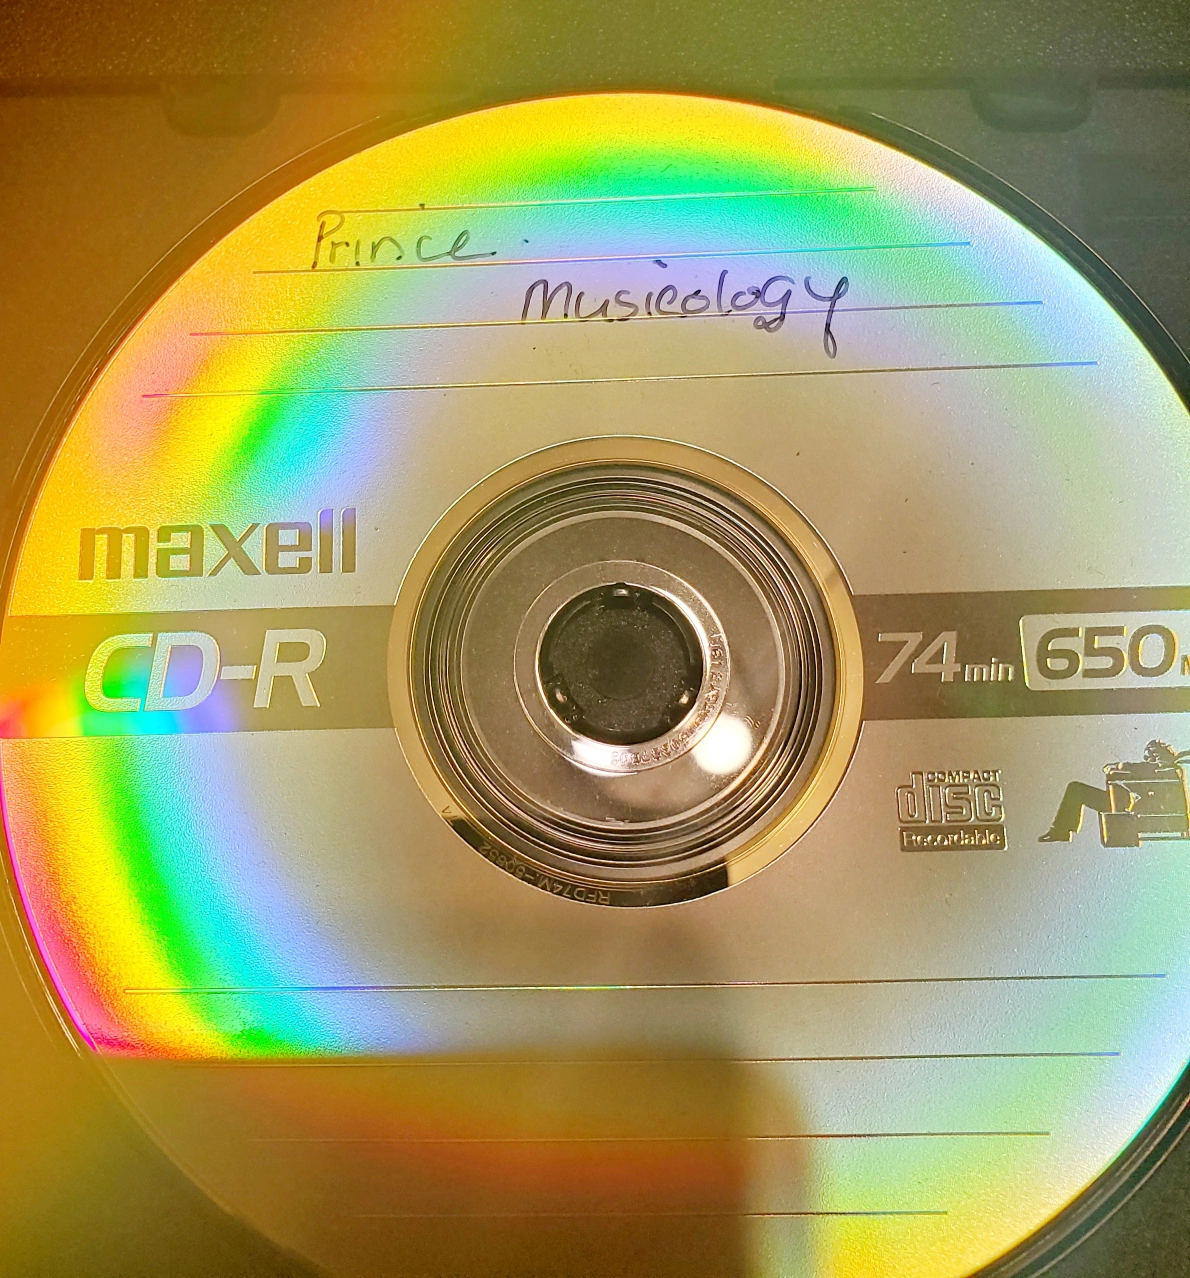 Prince.
Musicology
maxell
CD-R
74min 650
COMPACT
disc
Recordable